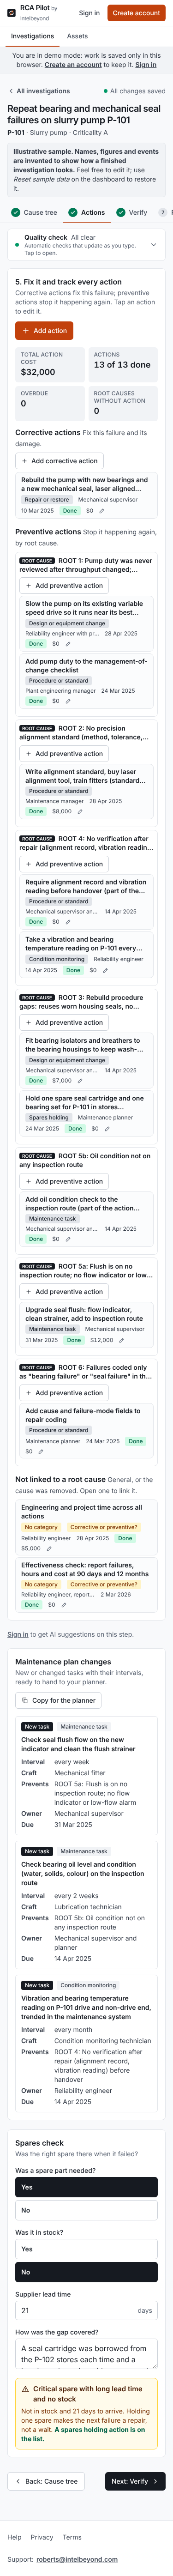 RCA Pilot by
Intelbeyond
Sign in
Create account
Investigations
Assets
You are in demo mode: work is saved only in this
browser. Create an account to keep it. Sign in
All investigations
All changes saved
Repeat bearing and mechanical seal
failures on slurry pump P-101
P-101 · Slurry pump · Criticality A
Illustrative sample. Names, figures and events
are invented to show how a finished
investigation looks. Feel free to edit it; use
Reset sample data on the dashboard to restore
it.
Cause tree
Actions
Verify
7
Quality check All clear
Automatic checks that update as you type.
Tap to open.
5. Fix it and track every action
Corrective actions fix this failure; preventive
actions stop it happening again. Tap an action
to edit it.
Add action
TOTAL ACTION
COST
$32,000
ACTIONS
13 of 13 done
OVERDUE
0
ROOT CAUSES
WITHOUT ACTION
0
Corrective actions Fix this failure and its
damage.
Add corrective action
Rebuild the pump with new bearings and
a new mechanical seal, laser aligned...
Repair or restore
Mechanical supervisor
10 Mar 2025
Done
$0
Preventive actions Stop it happening again,
by root cause.
ROOT CAUSE ROOT 1: Pump duty was never
reviewed after throughput changed;...
Add preventive action
Slow the pump on its existing variable
speed drive so it runs near its best...
Design or equipment change
Reliability engineer with pr...
28 Apr 2025
Done
$0
Add pump duty to the management-of-
change checklist
Procedure or standard
Plant engineering manager
24 Mar 2025
Done
$0
ROOT CAUSE ROOT 2: No precision
alignment standard (method, tolerance,...
Add preventive action
Write alignment standard, buy laser
alignment tool, train fitters (standard...
Procedure or standard
Maintenance manager
28 Apr 2025
Done
$8,000
ROOT CAUSE ROOT 4: No verification after
repair (alignment record, vibration readin...
Add preventive action
Require alignment record and vibration
reading before handover (part of the...
Procedure or standard
Mechanical supervisor an...
14 Apr 2025
Done
$0
Take a vibration and bearing
temperature reading on P-101 every...
Condition monitoring
Reliability engineer
14 Apr 2025
Done
$0
ROOT CAUSE ROOT 3: Rebuild procedure
gaps: reuses worn housing seals, no...
Add preventive action
Fit bearing isolators and breathers to
the bearing housings to keep wash-...
Design or equipment change
Mechanical supervisor an...
14 Apr 2025
Done
$7,000
Hold one spare seal cartridge and one
bearing set for P-101 in stores...
Spares holding
Maintenance planner
24 Mar 2025
Done
$0
ROOT CAUSE ROOT 5b: Oil condition not on
any inspection route
Add preventive action
Add oil condition check to the
inspection route (part of the action...
Maintenance task
Mechanical supervisor an...
14 Apr 2025
Done
$0
ROOT CAUSE ROOT 5a: Flush is on no
inspection route; no flow indicator or low...
Add preventive action
Upgrade seal flush: flow indicator,
clean strainer, add to inspection route
Maintenance task
Mechanical supervisor
31 Mar 2025
Done
$12,000
ROOT CAUSE ROOT 6: Failures coded only
as "bearing failure" or "seal failure" in th...
Add preventive action
Add cause and failure-mode fields to
repair coding
Procedure or standard
Maintenance planner
24 Mar 2025
Done
$0
Not linked to a root cause General, or the
cause was removed. Open one to link it.
Engineering and project time across all
actions
No category
Corrective or preventive?
Reliability engineer
28 Apr 2025
Done
$5,000
Effectiveness check: report failures,
hours and cost at 90 days and 12 months
No category
Corrective or preventive?
Reliability engineer, report...
2 Mar 2026
Done
$0
Sign in to get AI suggestions on this step.
Maintenance plan changes
New or changed tasks with their intervals,
ready to hand to your planner.
Copy for the planner
New task
Maintenance task
Check seal flush flow on the new
indicator and clean the flush strainer
Interval every week
Craft Mechanical fitter
Prevents ROOT 5a: Flush is on no
inspection route; no flow
indicator or low-flow alarm
Owner Mechanical supervisor
Due 31 Mar 2025
New task
Maintenance task
Check bearing oil level and condition
(water, solids, colour) on the inspection
route
Interval every 2 weeks
Craft Lubrication technician
Prevents ROOT 5b: Oil condition not on
any inspection route
Owner Mechanical supervisor and
planner
Due 14 Apr 2025
New task
Condition monitoring
Vibration and bearing temperature
reading on P-101 drive and non-drive end,
trended in the maintenance system
Interval every month
Craft Condition monitoring technician
Prevents ROOT 4: No verification after
repair (alignment record,
vibration reading) before
handover
Owner Reliability engineer
Due 14 Apr 2025
Spares check
Was the right spare there when it failed?
Was a spare part needed?
Yes
No
Was it in stock?
Yes
No
Supplier lead time
21 days
How was the gap covered?
A seal cartridge was borrowed from
the P-102 stores each time and a
Critical spare with long lead time
and no stock
Not in stock and 21 days to arrive. Holding
one spare makes the next failure a repair,
not a wait. A spares holding action is on
the list.
Back: Cause tree
Next: Verify
Help
Privacy
Terms
Support: roberts@intelbeyond.com